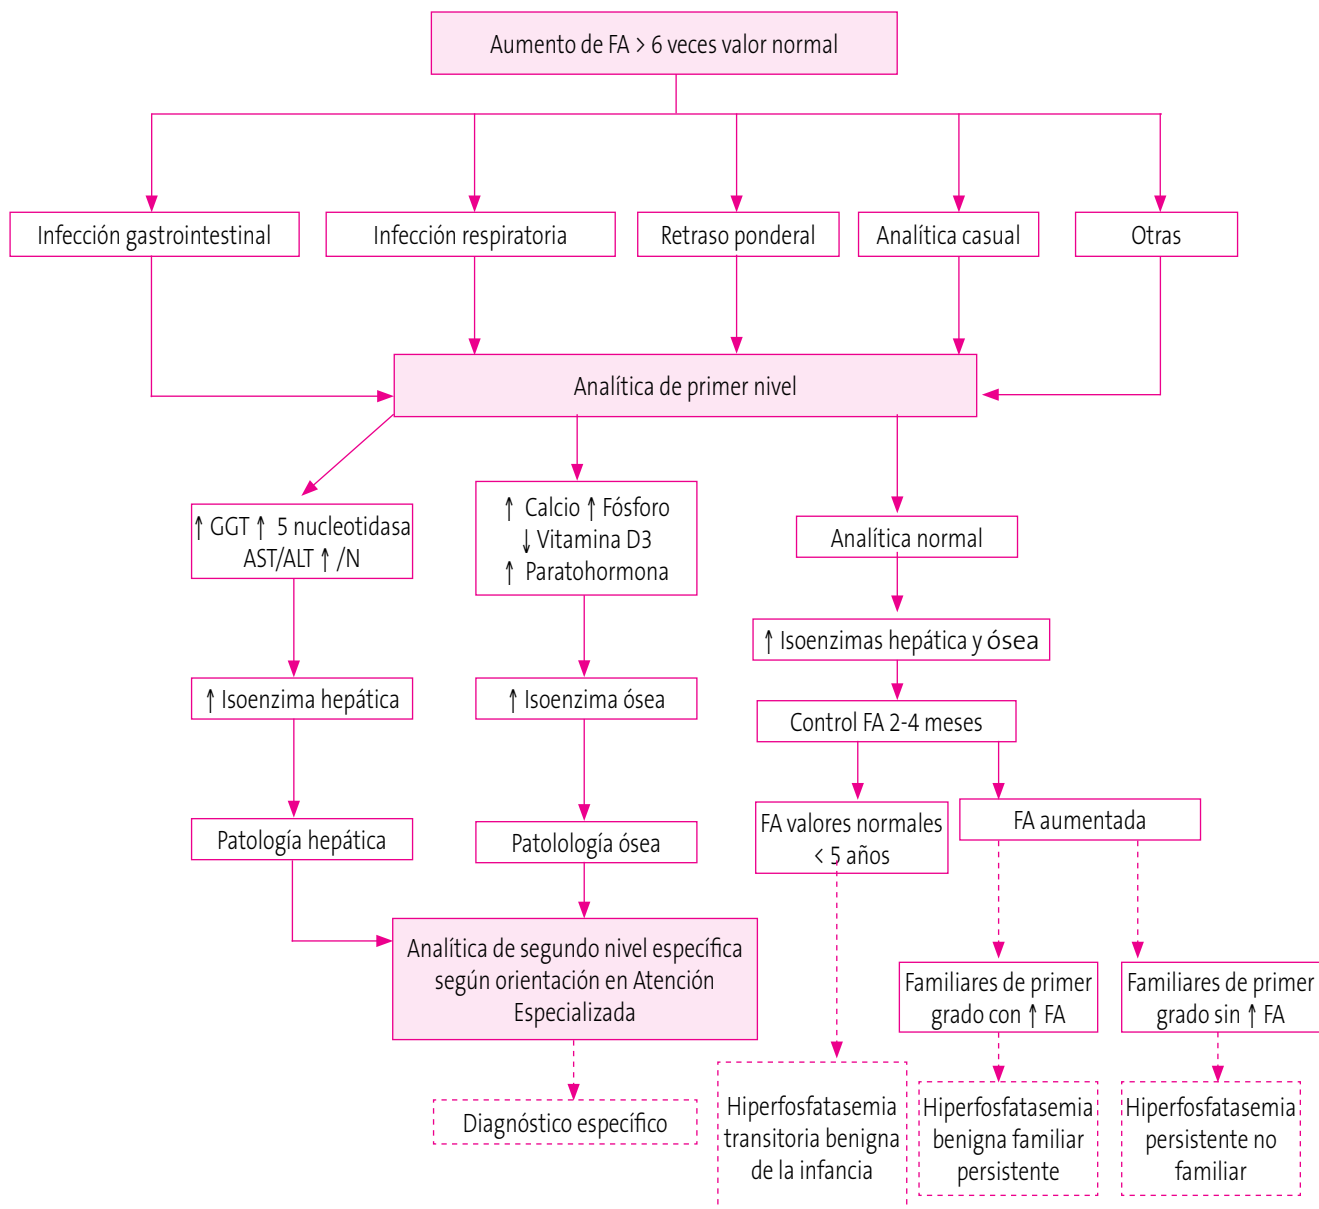 Aumento de FA > 6 veces valor normal
Infección gastrointestinal
Infección respiratoria
Retraso ponderal
Analítica casual
Otras
Analítica de primer nivel
↑ GGT ↑ 5 nucleotidasa
AST/ALT ↑ /N
↑ Calcio ↑ Fósforo
↓ Vitamina D3
↑ Paratohormona
Analítica normal
↑ Isoenzimas hepática y ósea
↑ Isoenzima hepática
↑ Isoenzima ósea
Control FA 2-4 meses
FA valores normales
< 5 años
FA aumentada
Patología hepática
Patolología ósea
Analítica de segundo nivel específica
según orientación en Atención
Especializada
Familiares de primer
grado con ↑ FA
Familiares de primer
grado sin ↑ FA
Diagnóstico específico
Hiperfosfatasemia
transitoria benigna
de la infancia
Hiperfosfatasemia
benigna familiar
persistente
Hiperfosfatasemia
persistente no
familiar